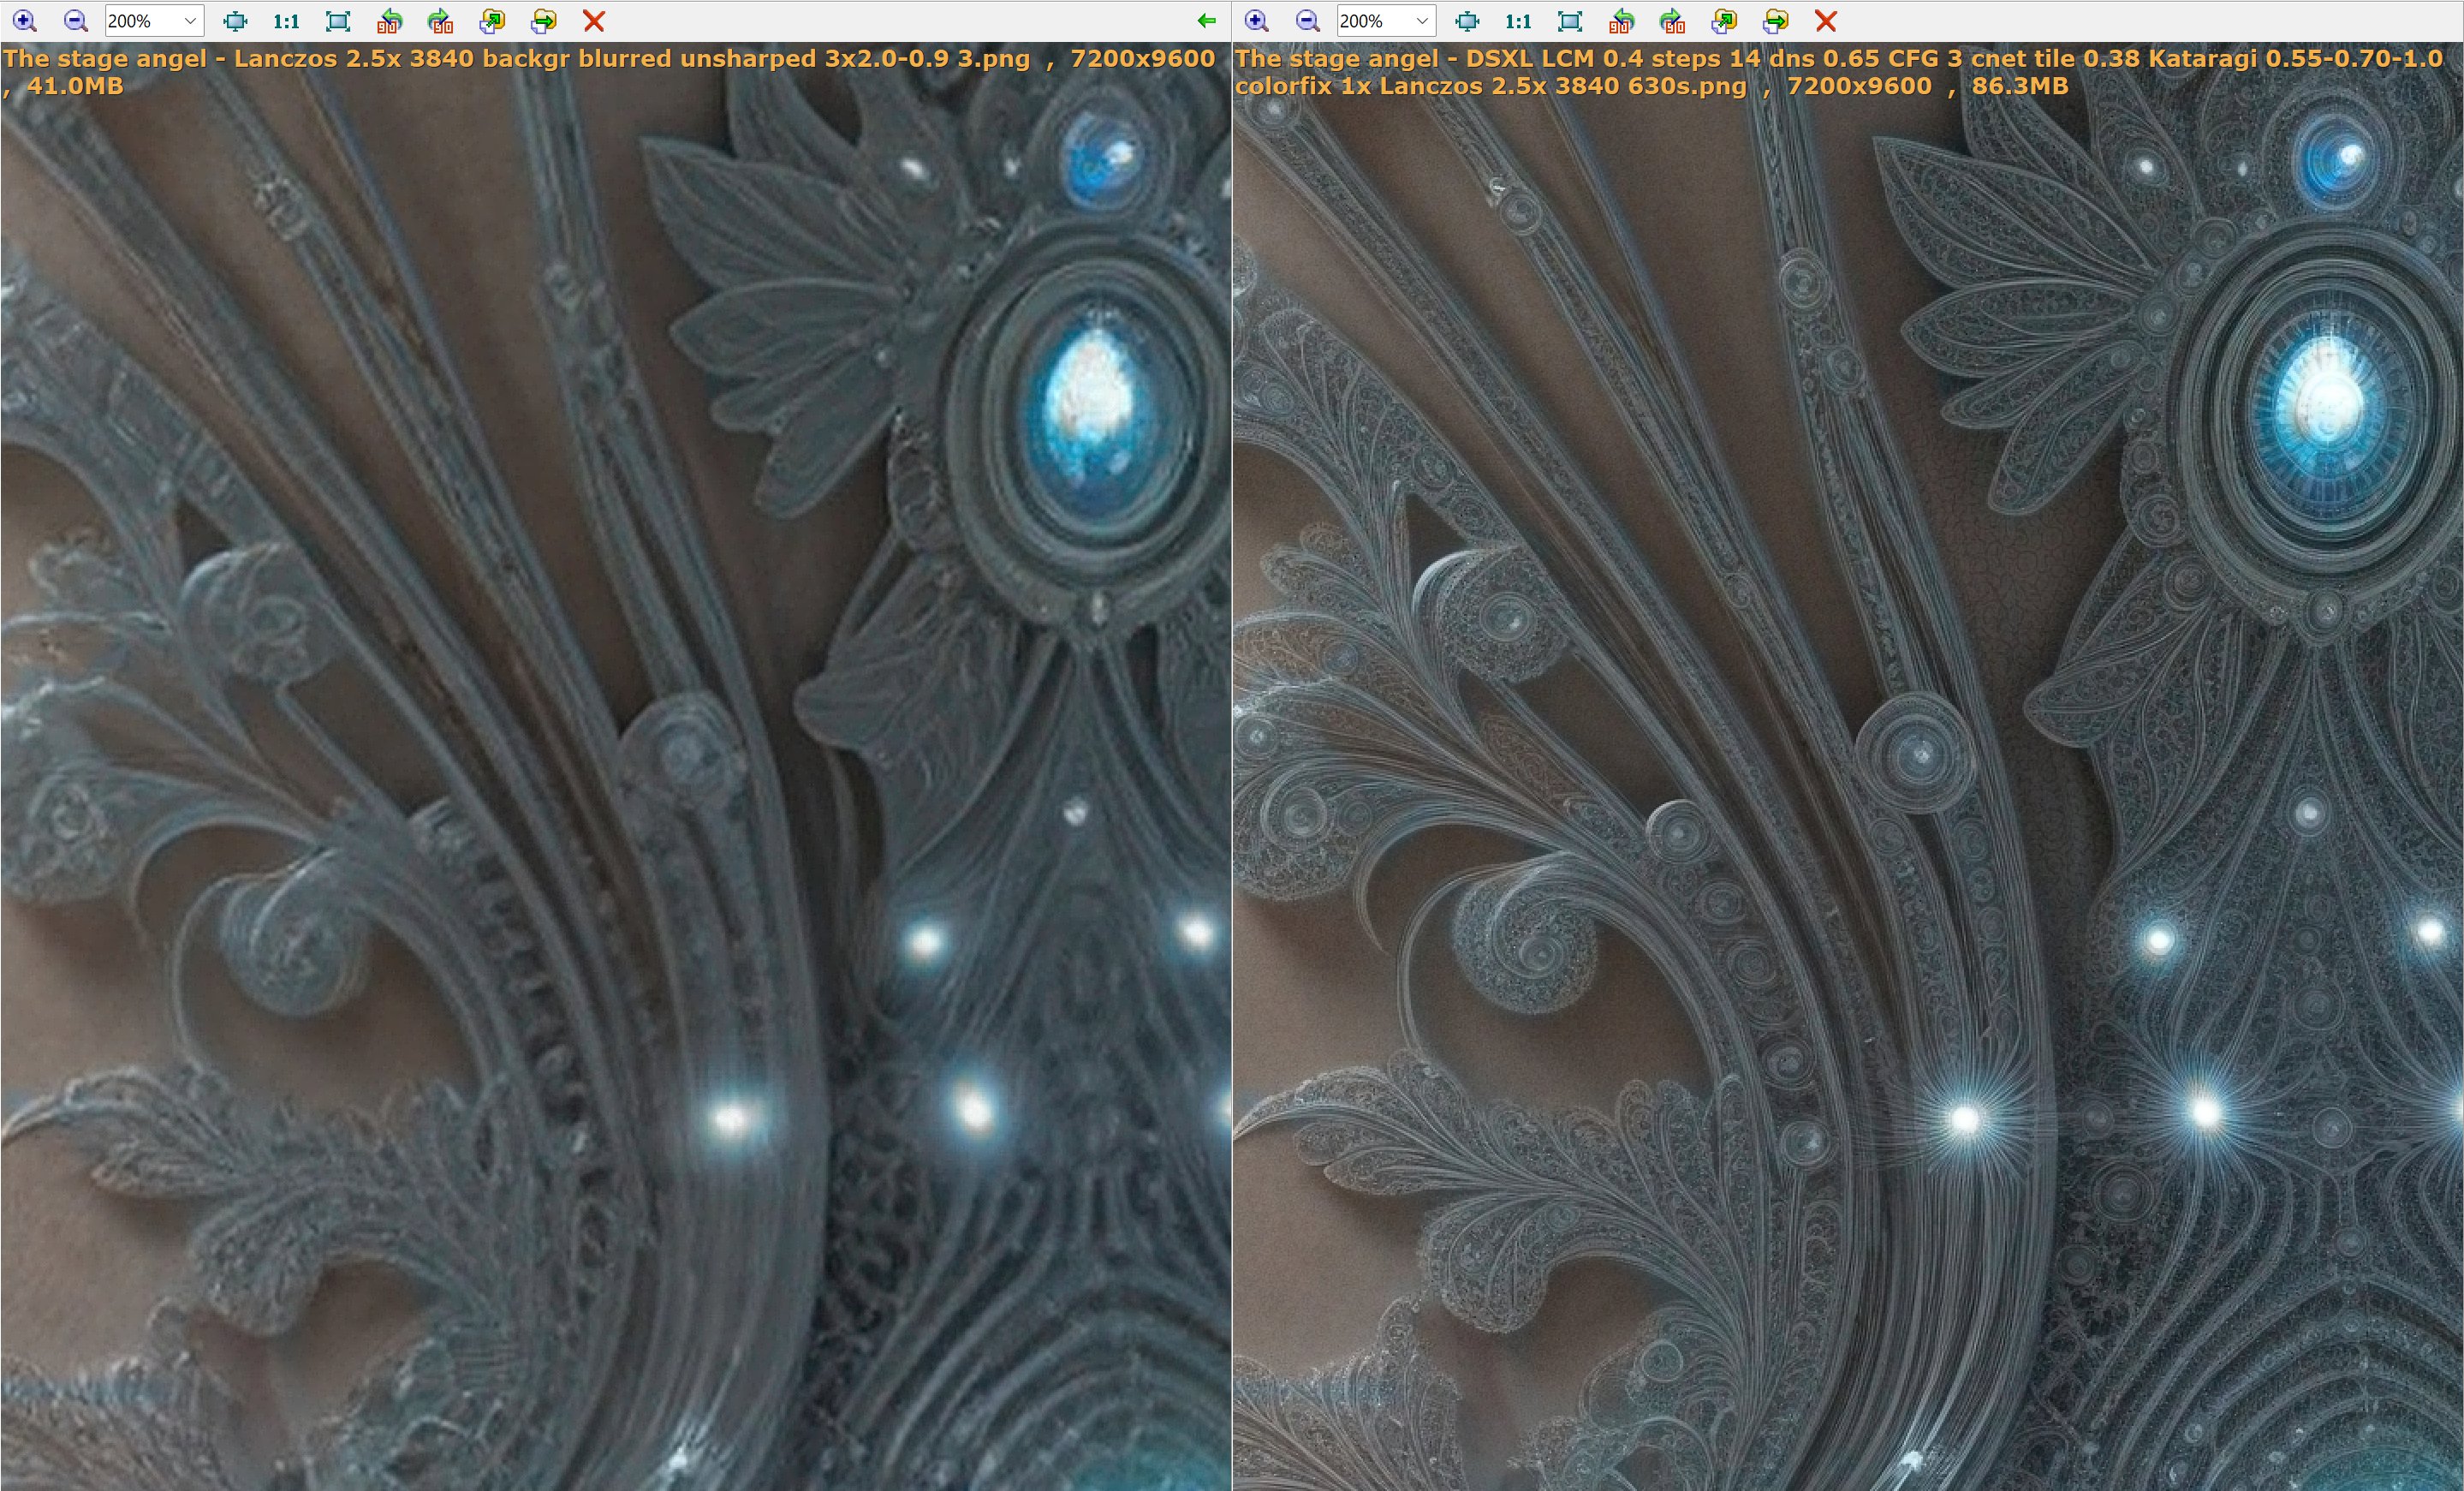 200%
1:1
200%
1:1
The stage angel - Lanczos 2.5x 3840 backgr blurred unsharped 3x2.0-0.9 3.png , 7200x9600
, 41.0MB
The stage angel - DSXL LCM 0.4 steps 14 dns 0.65 CFG 3 cnet tile 0.38 Kataragi 0.55-0.70-1.0
colorfix 1x Lanczos 2.5x 3840 630s.png , 7200x9600 , 86.3MB